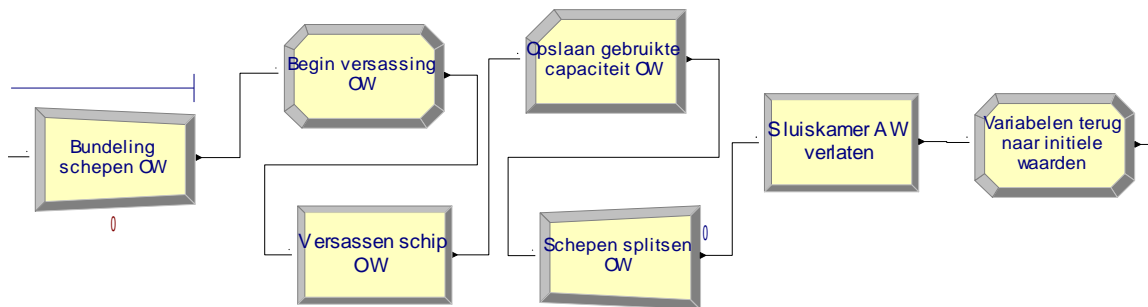 Bundeling
schepen OW
0
Begin versassing
OW
Versassen schip
OW
Opslaan gebruikte
capaciteit OW
Schepen splitsen
OW
0
Sluiskamer AW
verlaten
Variabelen terug
naar initiele
waarden